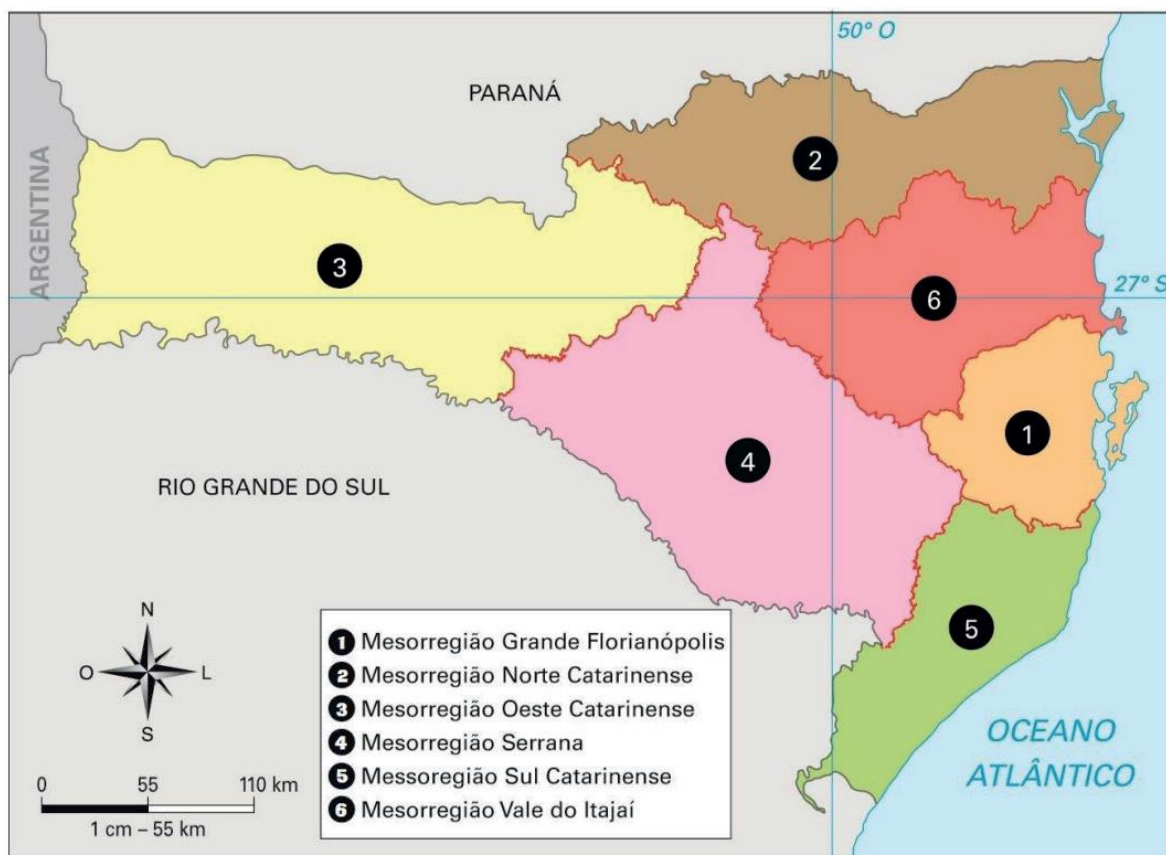 50° O
PARANÁ
ARGENTINA
2
3
27° S
6
1
4
RIO GRANDE DO SUL
5
N
O
L
S
1 Mesorregião Grande Florianópolis
2 Mesorregião Norte Catarinense
3 Mesorregião Oeste Catarinense
4 Mesorregião Serrana
5 Messoregião Sul Catarinense
6 Mesorregião Vale do Itajaí
OCEANO
ATLÂNTICO
0 55 110 km
1 cm – 55 km